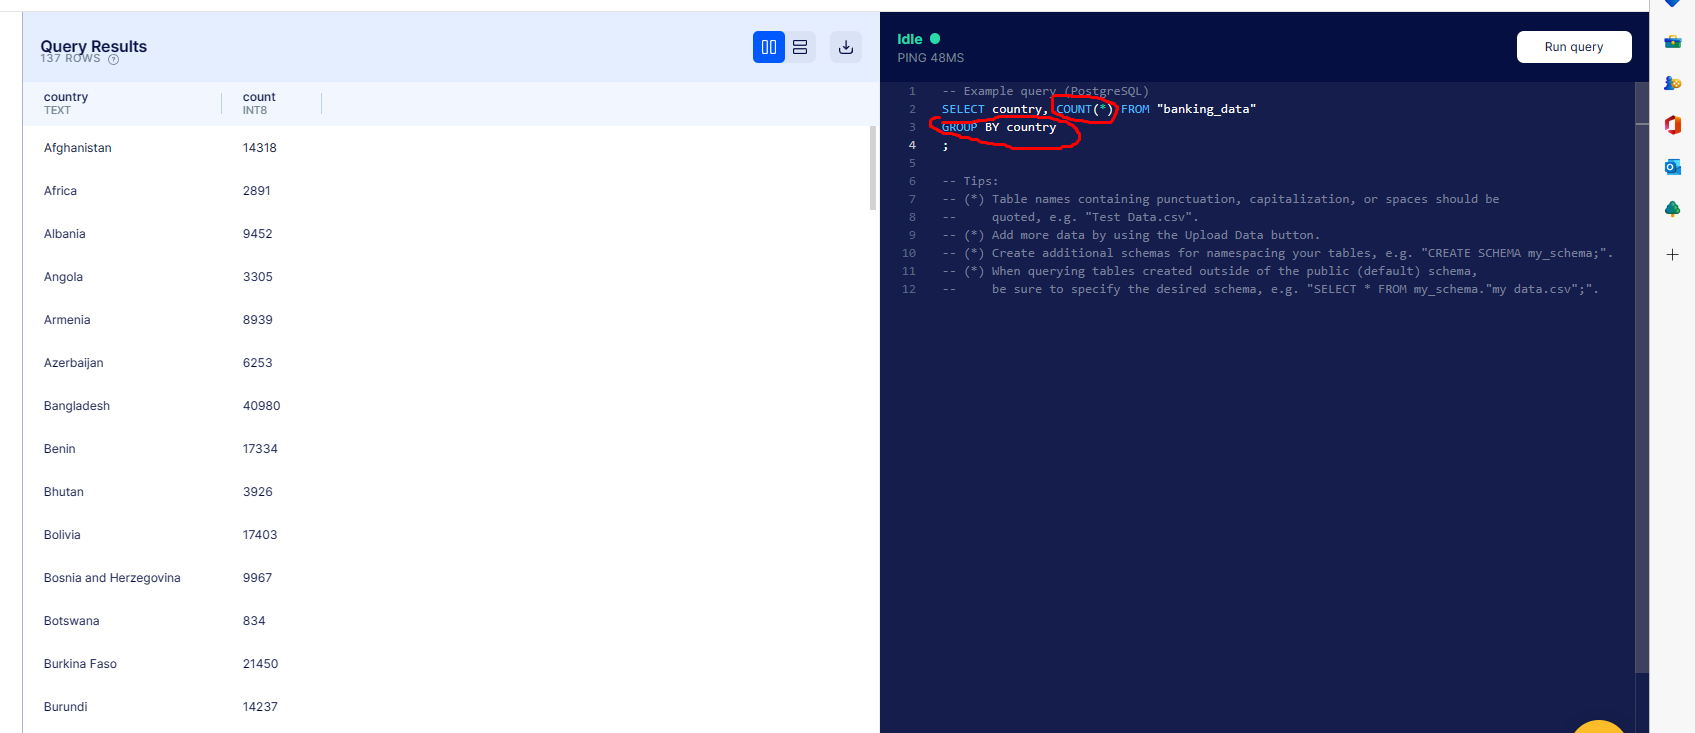 Query Results
137 ROWS ?
country count
TEXT INT8
Afghanistan 14318
Africa 2891
Albania 9452
Angola 3305
Armenia 8939
Azerbaijan 6253
Bangladesh 40980
Benin 17334
Bhutan 3926
Bolivia 17403
Bosnia and Herzegovina 9967
Botswana 834
Burkina Faso 21450
Burundi 14237
Idle
PING 48MS
Run query
1 -- Example query (PostgreSQL)
2 SELECT country, COUNT(*) FROM "banking_data"
3 GROUP BY country
4 ;
5
6 -- Tips:
7 -- (*) Table names containing punctuation, capitalization, or spaces should be
8 -- quoted, e.g. "Test Data.csv".
9 -- (*) Add more data by using the Upload Data button.
10 -- (*) Create additional schemas for namespacing your tables, e.g. "CREATE SCHEMA my_schema;".
11 -- (*) When querying tables created outside of the public (default) schema,
12 -- be sure to specify the desired schema, e.g. "SELECT * FROM my_schema."my data.csv";".